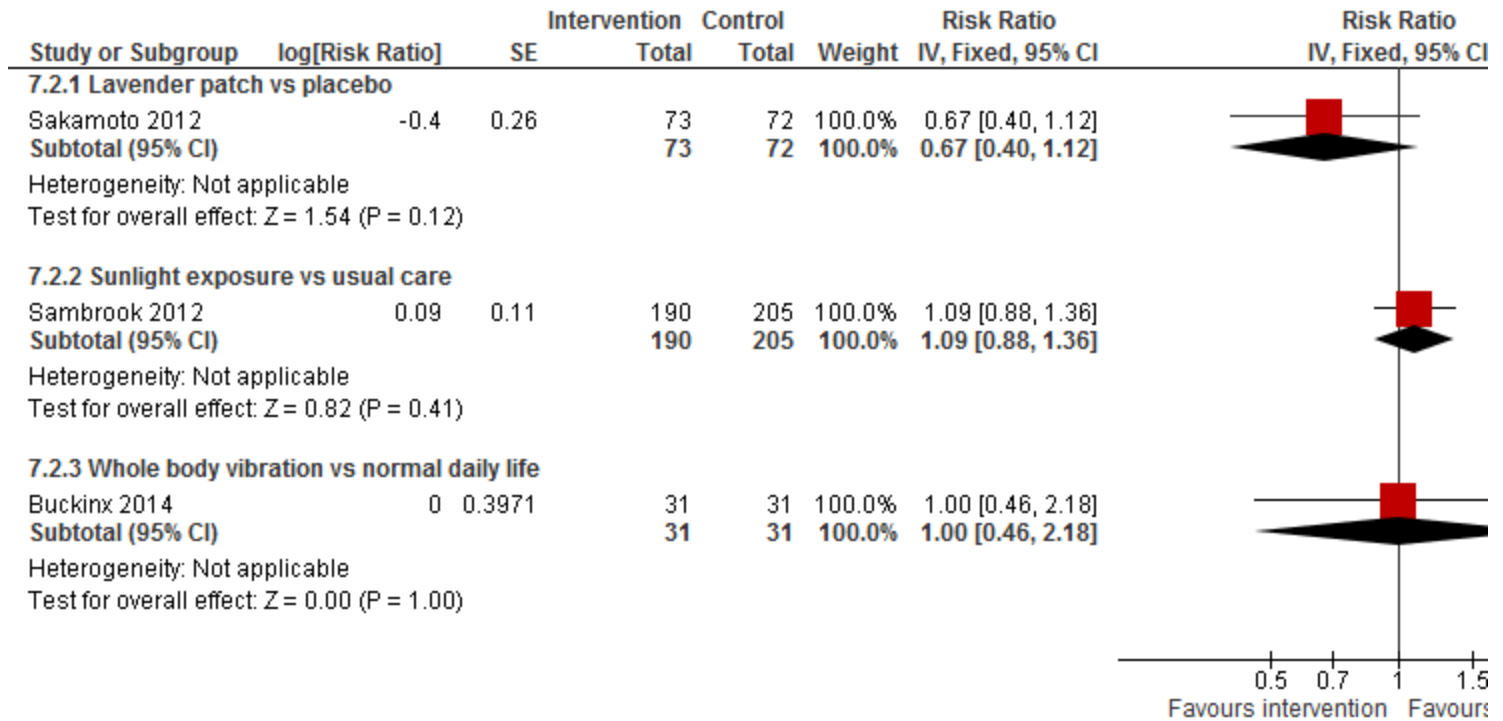 Intervention Control Risk Ratio Risk Ratio
Study or Subgroup log[Risk Ratio] SE Total Total Weight IV, Fixed, 95% CI IV, Fixed, 95% CI
7.2.1 Lavender patch vs placebo
Sakamoto 2012 -0.4 0.26 73 72 100.0% 0.67 [0.40, 1.12]
Subtotal (95% CI) 73 72 100.0% 0.67 [0.40, 1.12]
Heterogeneity: Not applicable
Test for overall effect: Z = 1.54 (P = 0.12)
7.2.2 Sunlight exposure vs usual care
Sambrook 2012 0.09 0.11 190 205 100.0% 1.09 [0.88, 1.36]
Subtotal (95% CI) 190 205 100.0% 1.09 [0.88, 1.36]
Heterogeneity: Not applicable
Test for overall effect: Z = 0.82 (P = 0.41)
7.2.3 Whole body vibration vs normal daily life
Buckinx 2014 0 0.3971 31 31 100.0% 1.00 [0.46, 2.18]
Subtotal (95% CI) 31 31 100.0% 1.00 [0.46, 2.18]
Heterogeneity: Not applicable
Test for overall effect: Z = 0.00 (P = 1.00)
0.5 0.7 1 1.5
Favours intervention Favours